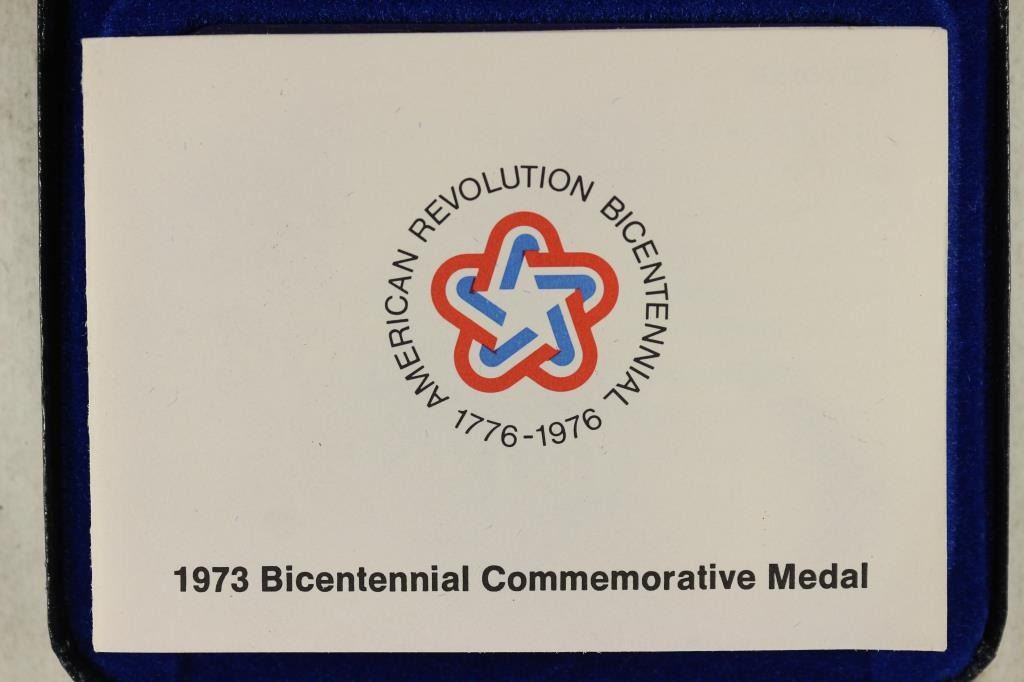 AMERICAN REVOLUTION BICENTENNIAL
1776-1976
1973 Bicentennial Commemorative Medal